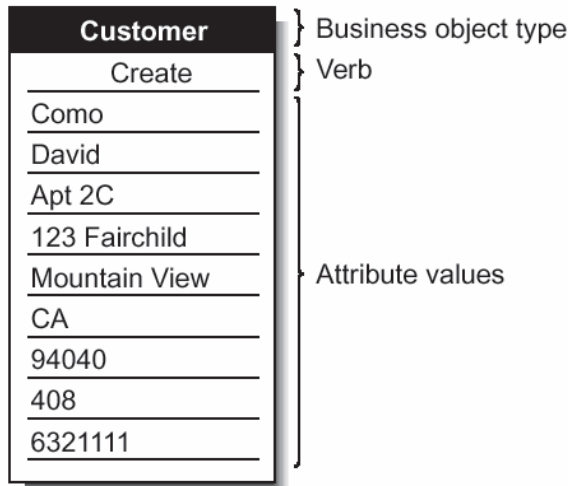 Customer
Business object type
Create
Verb
Como
David
Apt 2C
123 Fairchild
Mountain View
Attribute values
CA
94040
408
6321111